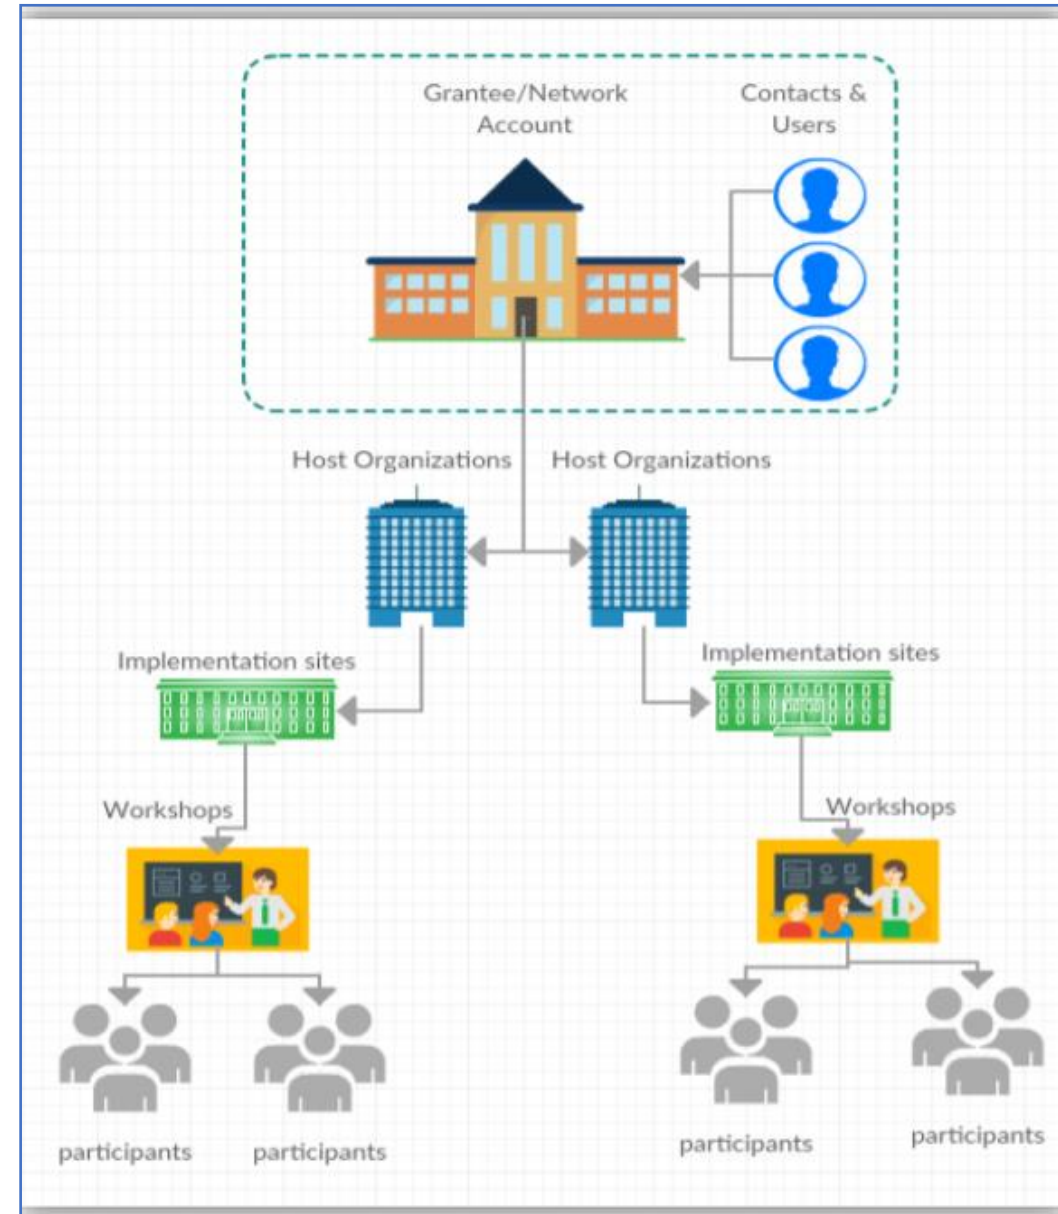 Grantee/Network
Account
Contacts &
Users
Host Organizations
Host Organizations
Implementation sites
Implementation sites
Workshops
Workshops
participants
participants
participants
participants